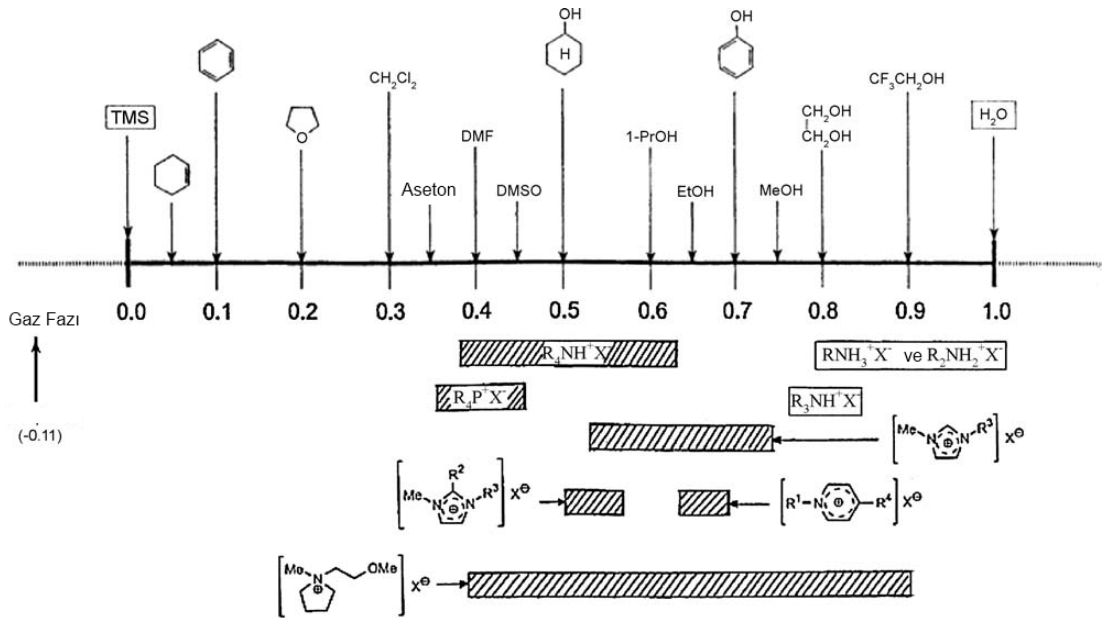 OH
OH
H
CH₂Cl₂
CF₃CH₂OH
TMS
H₂O
CH₂OH
CH₂OH
O
DMF
1-PrOH
Aseton
DMSO
EtOH
MeOH
0.0 0.1 0.2 0.3 0.4 0.5 0.6 0.7 0.8 0.9 1.0
Gaz Fazı
(-0.11)
R₄NH⁺X⁻
RNH₃⁺X⁻ ve R₂NH₂⁺X⁻
R₄P⁺X⁻
R₃NH⁺X⁻
Me N ⊕ N R³ X⊖
Me N R² ⊖ N R³ X⊖
R¹ N ⊕ R⁴ X⊖
Me N ⊕ OMe X⊖